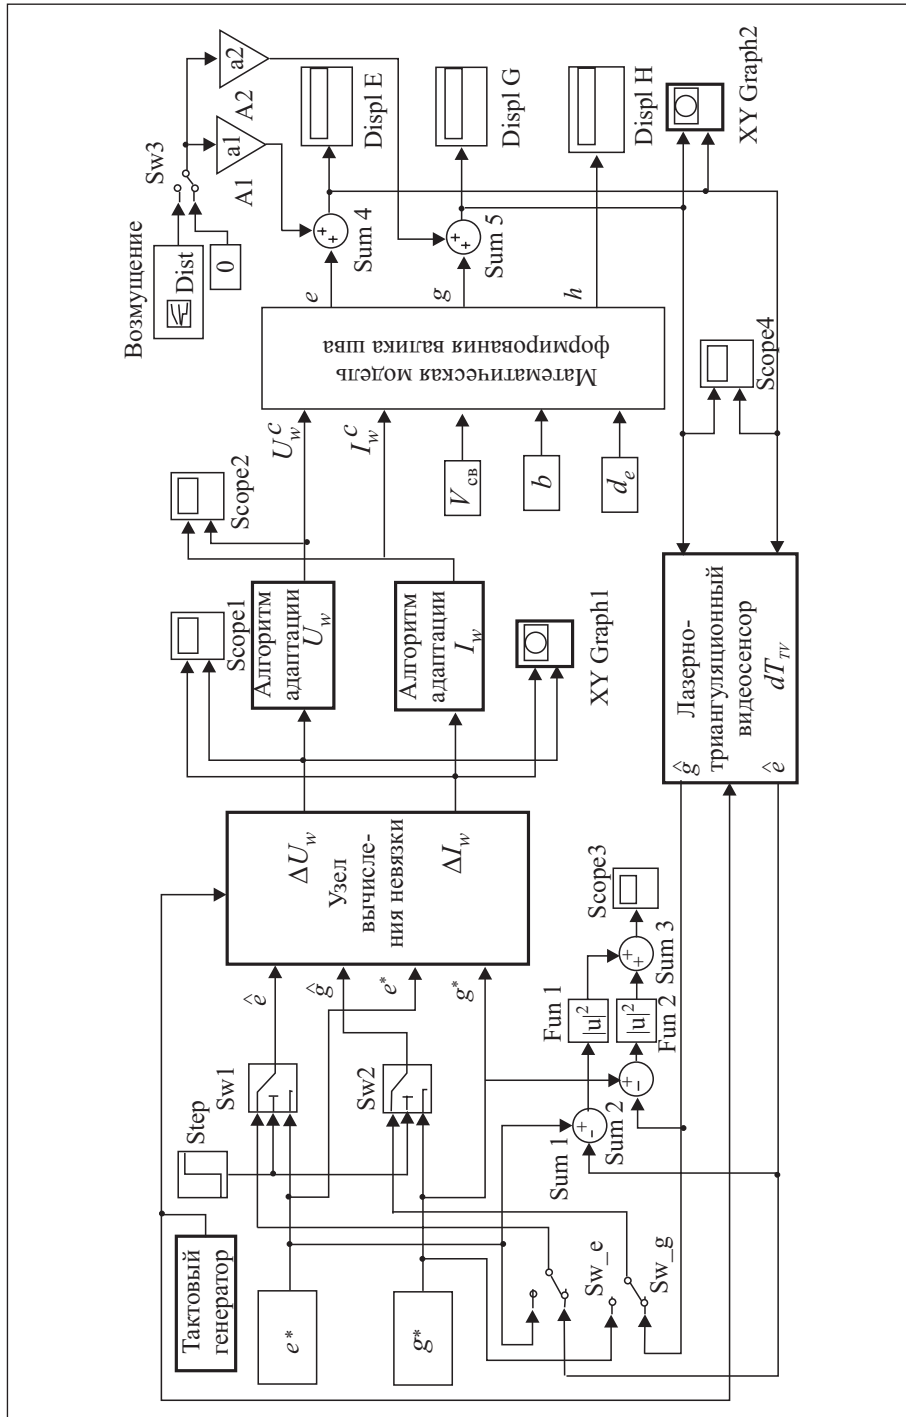 Тактовый
генератор
e*
g*
Step
Sw1
Sw2
Sw_e
Sw_g
ê
ĝ
e*
g*
ΔU_w
Узел
вычисле-
ния невязки
ΔI_w
Sum 1
Sum 2
Fun 1
|u|²
|u|²
Fun 2
Sum 3
Scope3
Scope1
Алгоритм
адаптации
U_w
Алгоритм
адаптации
I_w
XY Graph1
Scope2
U_w^c
I_w^c
V_св
b
d_e
Математическая модель
формирования валика шва
e
g
h
Возмущение
Dist
0
Sw3
A1
a1
A2
a2
Sum 4
Sum 5
Displ E
Displ G
Displ H
XY Graph2
Scope4
ĝ
ê
Лазерно-
триангуляционный
видеосенсор
dT_TV